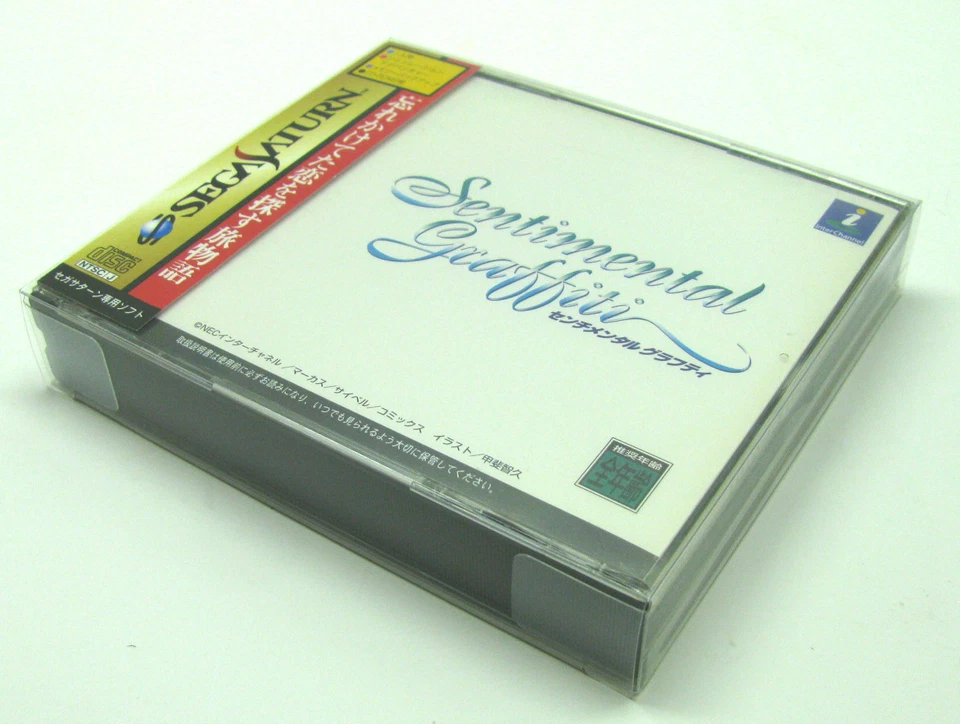 忘れかけてた恋を探す旅物語
SEGA SATURN
COMPACT
disc
NTSC/J
セガサターン専用ソフト
Sentimental
Graffiti
センチメンタル グラフティ
i
InterChannel
©NECインターチャネル/マーカス/サイベル/コミックス イラスト/甲斐智久
取扱説明書は使用前に必ずお読みになり、いつでも見られるよう大切に保管してください。
推奨年齢
全年齢